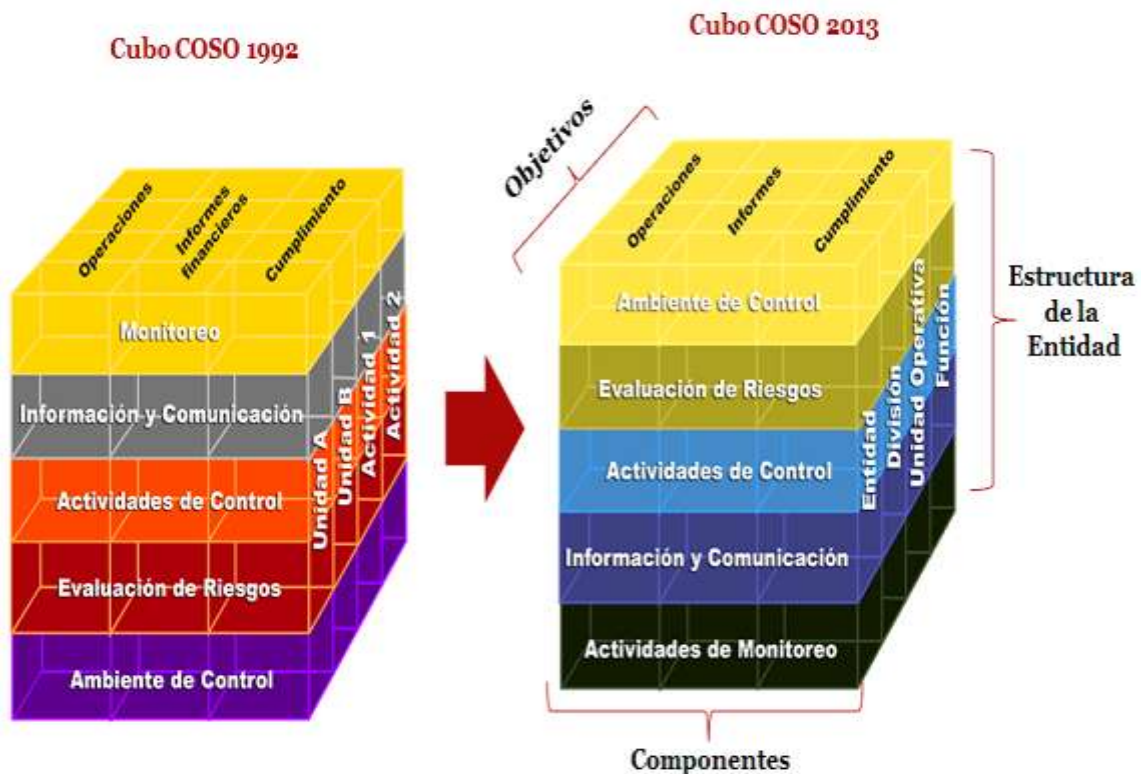 Cubo COSO 1992
Operaciones
Informes
financieros
Cumplimiento
Monitoreo
Información y Comunicación
Actividades de Control
Evaluación de Riesgos
Ambiente de Control
Unidad A
Unidad B
Actividad 1
Actividad 2
Cubo COSO 2013
Objetivos
Operaciones
Informes
Cumplimiento
Ambiente de Control
Evaluación de Riesgos
Actividades de Control
Información y Comunicación
Actividades de Monitoreo
Entidad
División
Unidad Operativa
Función
Estructura
de la
Entidad
Componentes